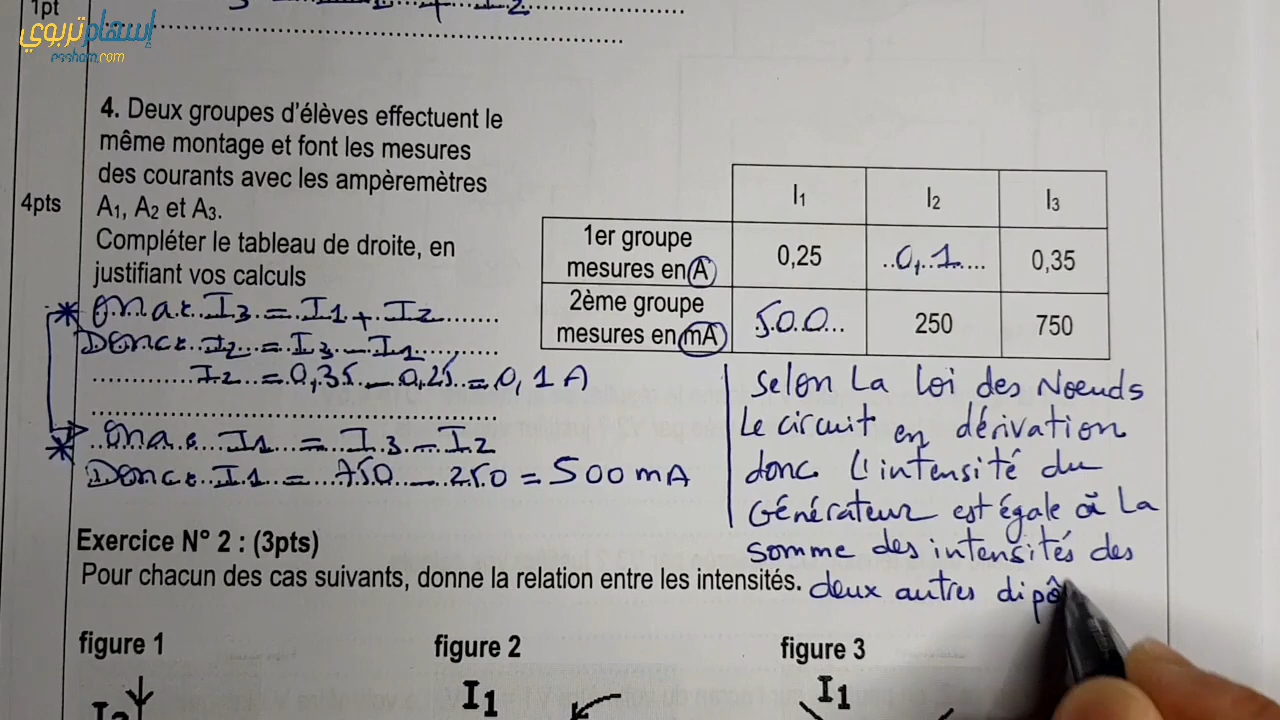 1pt
إسهام تربوي
essham.com
4. Deux groupes d'élèves effectuent le
même montage et font les mesures
des courants avec les ampèremètres
4pts
A1, A2 et A3.
Compléter le tableau de droite, en
justifiant vos calculs
I1 I2 I3
1er groupe
mesures en A 0,25 0,1 0,35
2ème groupe
mesures en mA 500 250 750
* On a : I3 = I1 + I2
Donc : I2 = I3 - I1
I2 = 0,35 - 0,25 = 0,1 A
* On a : I1 = I3 - I2
Donc : I1 = 750 - 250 = 500 mA
Selon La loi des Noeuds
Le circuit en dérivation
donc L'intensité du
Générateur est égale à La
somme des intensités des
deux autres dipô
Exercice N° 2 : (3pts)
Pour chacun des cas suivants, donne la relation entre les intensités.
figure 1 figure 2 figure 3
I1 I1